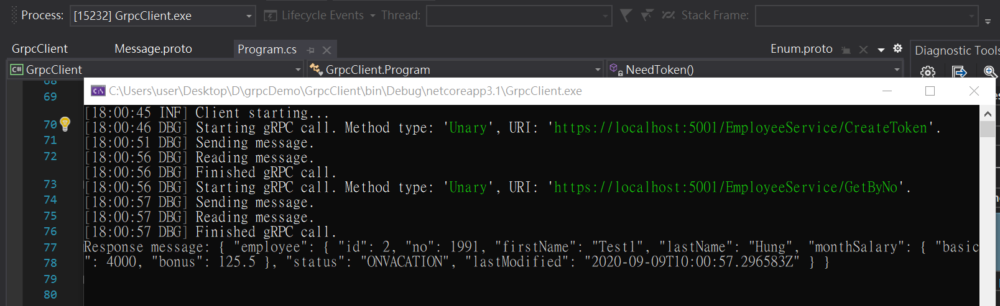 Process: [15232] GrpcClient.exe Lifecycle Events Thread: Stack Frame:
GrpcClient Message.proto Program.cs Enum.proto Diagnostic Tools
C# GrpcClient GrpcClient.Program NeedToken()
C:\Users\user\Desktop\D\grpcDemo\GrpcClient\bin\Debug\netcoreapp3.1\GrpcClient.exe
68
69
[18:00:45 INF] Client starting...
70 [18:00:46 DBG] Starting gRPC call. Method type: 'Unary', URI: 'https://localhost:5001/EmployeeService/CreateToken'.
71 [18:00:51 DBG] Sending message.
72 [18:00:56 DBG] Reading message.
[18:00:56 DBG] Finished gRPC call.
73 [18:00:56 DBG] Starting gRPC call. Method type: 'Unary', URI: 'https://localhost:5001/EmployeeService/GetByNo'.
74 [18:00:57 DBG] Sending message.
75 [18:00:57 DBG] Reading message.
76 [18:00:57 DBG] Finished gRPC call.
77 Response message: { "employee": { "id": 2, "no": 1991, "firstName": "Test1", "lastName": "Hung", "monthSalary": { "basic
78 ": 4000, "bonus": 125.5 }, "status": "ONVACATION", "lastModified": "2020-09-09T10:00:57.296583Z" } }
79
80